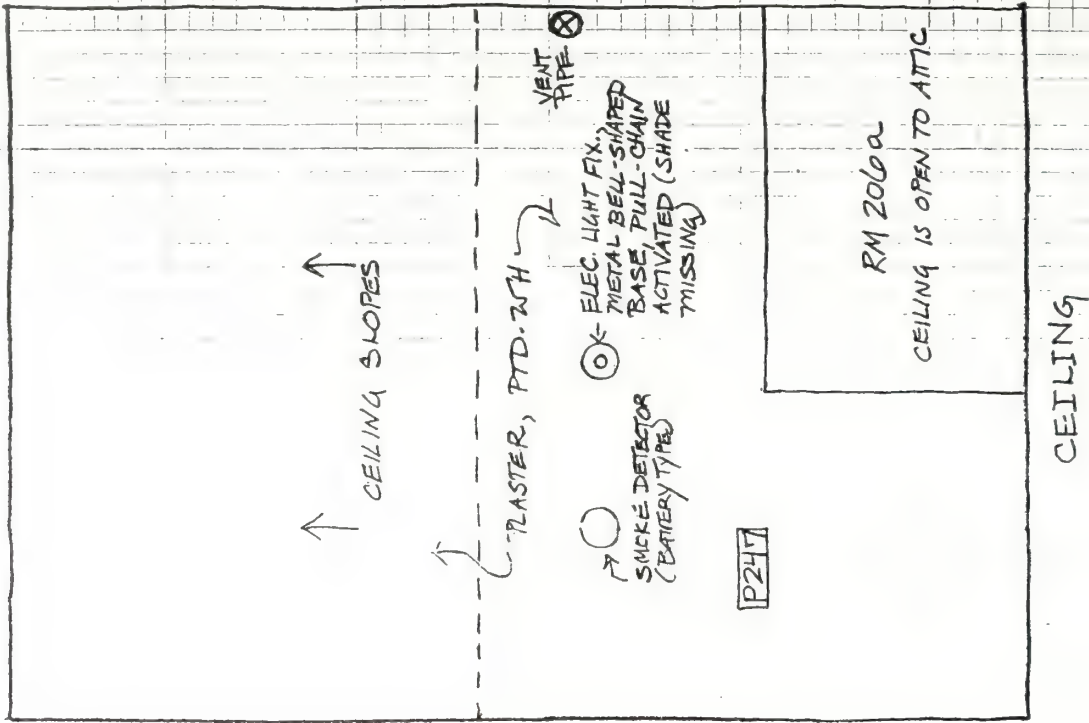 CEILING SLOPES
PLASTER, PTD. WH
VENT
PIPE
ELEC. LIGHT FIX.,
METAL BELL-SHAPED
BASE, PULL-CHAIN
ACTIVATED (SHADE
MISSING)
SMOKE DETECTOR
(BATTERY TYPE)
P247
RM 206a
CEILING IS OPEN TO ATTIC
CEILING